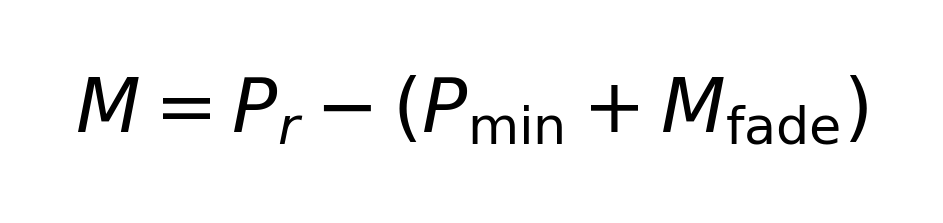 M = P_r − (P_min + M_fade)